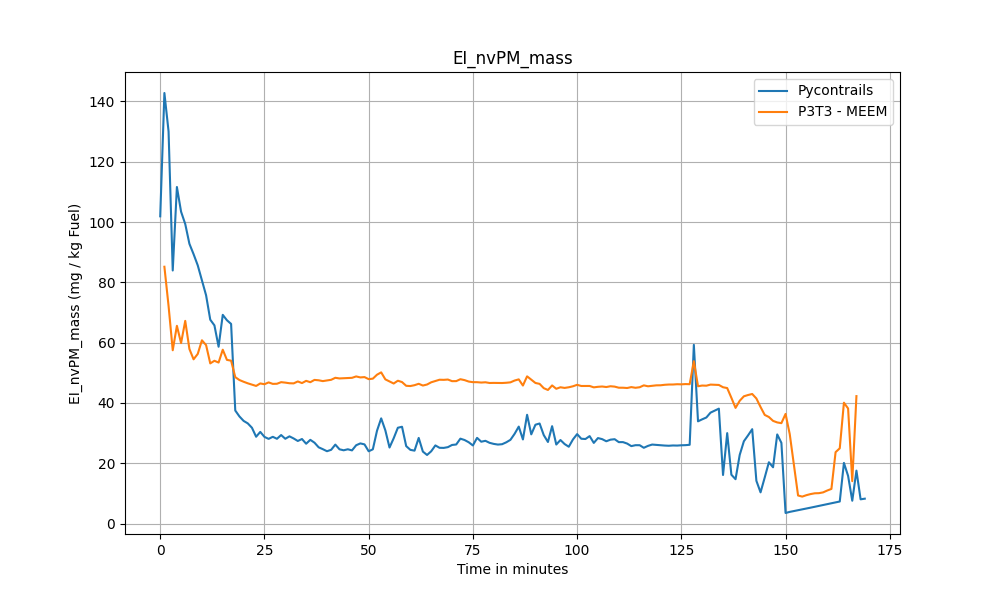 EI_nvPM_mass
Pycontrails
P3T3 - MEEM
EI_nvPM_mass (mg / kg Fuel)
140
120
100
80
60
40
20
0
0 25 50 75 100 125 150 175
Time in minutes